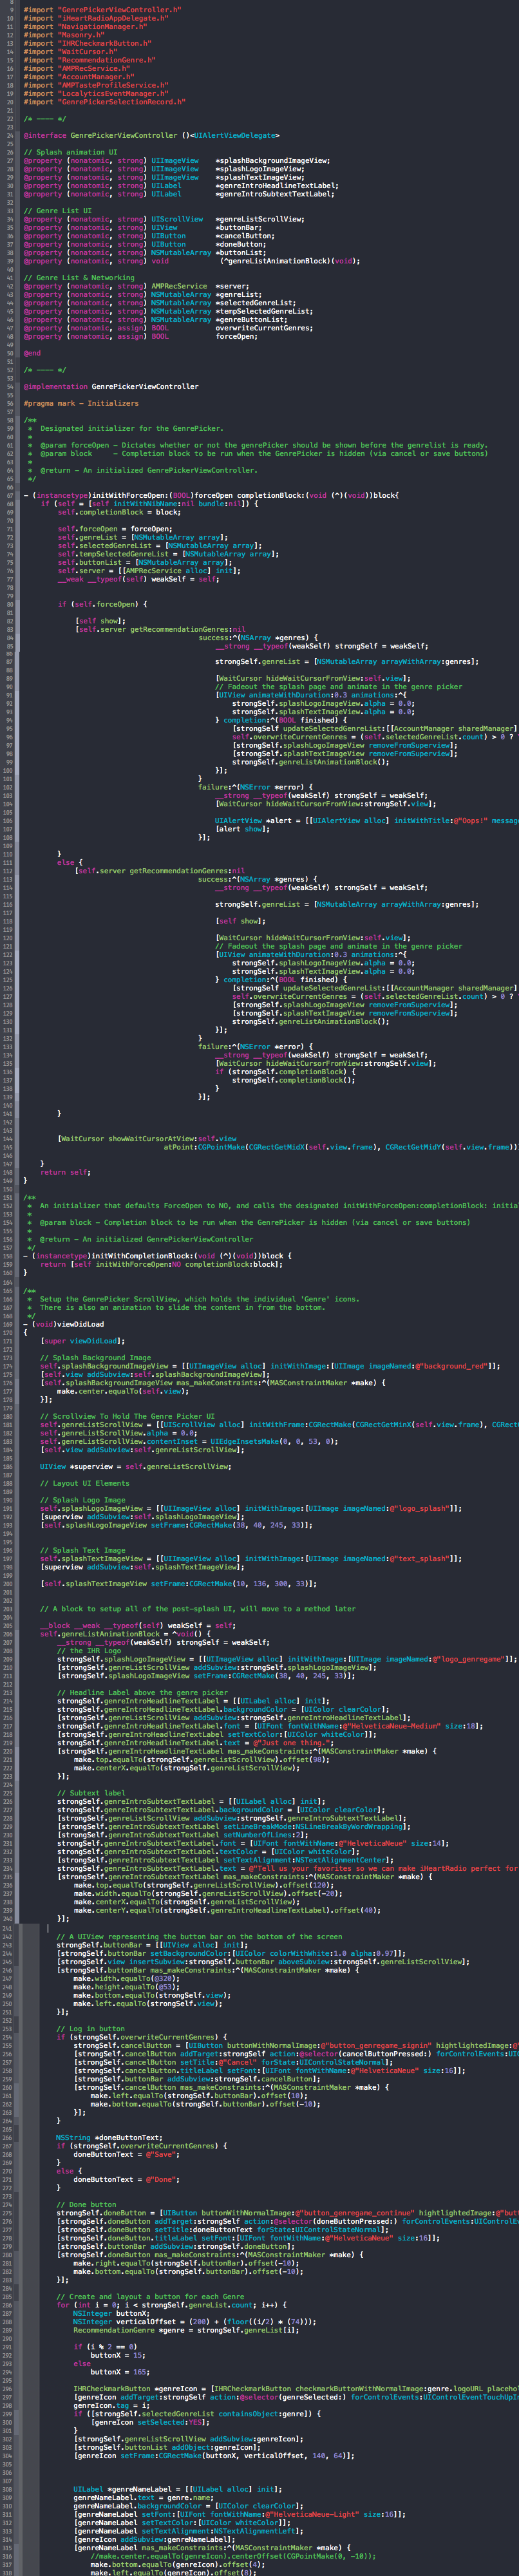 #import "GenrePickerViewController.h"
#import "iHeartRadioAppDelegate.h"
#import "NavigationManager.h"
#import "Masonry.h"
#import "IHRCheckmarkButton.h"
#import "WaitCursor.h"
#import "RecommendationGenre.h"
#import "AMPRecService.h"
#import "AccountManager.h"
#import "AMPTasteProfileService.h"
#import "LocalyticsEventManager.h"
#import "GenrePickerSelectionRecord.h"
/* ---- */
@interface GenrePickerViewController ()<UIAlertViewDelegate>
// Splash animation UI
@property (nonatomic, strong) UIImageView *splashBackgroundImageView;
@property (nonatomic, strong) UIImageView *splashLogoImageView;
@property (nonatomic, strong) UIImageView *splashTextImageView;
@property (nonatomic, strong) UILabel *genreIntroHeadlineTextLabel;
@property (nonatomic, strong) UILabel *genreIntroSubtextTextLabel;
// Genre List UI
@property (nonatomic, strong) UIScrollView *genreListScrollView;
@property (nonatomic, strong) UIView *buttonBar;
@property (nonatomic, strong) UIButton *cancelButton;
@property (nonatomic, strong) UIButton *doneButton;
@property (nonatomic, strong) NSMutableArray *buttonList;
@property (nonatomic, strong) void (^genreListAnimationBlock)(void);
// Genre List & Networking
@property (nonatomic, strong) AMPRecService *server;
@property (nonatomic, strong) NSMutableArray *genreList;
@property (nonatomic, strong) NSMutableArray *selectedGenreList;
@property (nonatomic, strong) NSMutableArray *tempSelectedGenreList;
@property (nonatomic, strong) NSMutableArray *genreButtonList;
@property (nonatomic, assign) BOOL overwriteCurrentGenres;
@property (nonatomic, assign) BOOL forceOpen;
@end
/* ---- */
@implementation GenrePickerViewController
#pragma mark - Initializers
/**
* Designated initializer for the GenrePicker.
*
* @param forceOpen - Dictates whether or not the genrePicker should be shown before the genrelist is ready.
* @param block - Completion block to be run when the GenrePicker is hidden (via cancel or save buttons)
*
* @return - An initialized GenrePickerViewController.
*/
- (instancetype)initWithForceOpen:(BOOL)forceOpen completionBlock:(void (^)(void))block{
if (self = [self initWithNibName:nil bundle:nil]) {
self.completionBlock = block;
self.forceOpen = forceOpen;
self.genreList = [NSMutableArray array];
self.selectedGenreList = [NSMutableArray array];
self.tempSelectedGenreList = [NSMutableArray array];
self.buttonList = [NSMutableArray array];
self.server = [[AMPRecService alloc] init];
__weak __typeof(self) weakSelf = self;
if (self.forceOpen) {
[self show];
[self.server getRecommendationGenres:nil
success:^(NSArray *genres) {
__strong __typeof(weakSelf) strongSelf = weakSelf;
strongSelf.genreList = [NSMutableArray arrayWithArray:genres];
[WaitCursor hideWaitCursorFromView:self.view];
// Fadeout the splash page and animate in the genre picker
[UIView animateWithDuration:0.3 animations:^{
strongSelf.splashLogoImageView.alpha = 0.0;
strongSelf.splashTextImageView.alpha = 0.0;
} completion:^(BOOL finished) {
[strongSelf updateSelectedGenreList:[[AccountManager sharedManager]
self.overwriteCurrentGenres = (self.selectedGenreList.count) > 0 ?
[strongSelf.splashLogoImageView removeFromSuperview];
[strongSelf.splashTextImageView removeFromSuperview];
strongSelf.genreListAnimationBlock();
}];
}
failure:^(NSError *error) {
__strong __typeof(weakSelf) strongSelf = weakSelf;
[WaitCursor hideWaitCursorFromView:strongSelf.view];
UIAlertView *alert = [[UIAlertView alloc] initWithTitle:@"Oops!" messag
[alert show];
}];
}
else {
[self.server getRecommendationGenres:nil
success:^(NSArray *genres) {
__strong __typeof(weakSelf) strongSelf = weakSelf;
strongSelf.genreList = [NSMutableArray arrayWithArray:genres];
[self show];
[WaitCursor hideWaitCursorFromView:self.view];
// Fadeout the splash page and animate in the genre picker
[UIView animateWithDuration:0.3 animations:^{
strongSelf.splashLogoImageView.alpha = 0.0;
strongSelf.splashTextImageView.alpha = 0.0;
} completion:^(BOOL finished) {
[strongSelf updateSelectedGenreList:[[AccountManager sharedManager]
self.overwriteCurrentGenres = (self.selectedGenreList.count) > 0 ?
[strongSelf.splashLogoImageView removeFromSuperview];
[strongSelf.splashTextImageView removeFromSuperview];
strongSelf.genreListAnimationBlock();
}];
}
failure:^(NSError *error) {
__strong __typeof(weakSelf) strongSelf = weakSelf;
[WaitCursor hideWaitCursorFromView:strongSelf.view];
if (strongSelf.completionBlock) {
strongSelf.completionBlock();
}
}];
}
[WaitCursor showWaitCursorAtView:self.view
atPoint:CGPointMake(CGRectGetMidX(self.view.frame), CGRectGetMidY(self.view.frame))
}
return self;
}
/**
* An initializer that defaults ForceOpen to NO, and calls the designated initWithForceOpen:completionBlock: initia
*
* @param block - Completion block to be run when the GenrePicker is hidden (via cancel or save buttons)
*
* @return - An initialized GenrePickerViewController
*/
- (instancetype)initWithCompletionBlock:(void (^)(void))block {
return [self initWithForceOpen:NO completionBlock:block];
}
/**
* Setup the GenrePicker ScrollView, which holds the individual 'Genre' icons.
* There is also an animation to slide the content in from the bottom.
*/
- (void)viewDidLoad
{
[super viewDidLoad];
// Splash Background Image
self.splashBackgroundImageView = [[UIImageView alloc] initWithImage:[UIImage imageNamed:@"background_red"]];
[self.view addSubview:self.splashBackgroundImageView];
[self.splashBackgroundImageView mas_makeConstraints:^(MASConstraintMaker *make) {
make.center.equalTo(self.view);
}];
// Scrollview To Hold The Genre Picker UI
self.genreListScrollView = [[UIScrollView alloc] initWithFrame:CGRectMake(CGRectGetMinX(self.view.frame), CGRect
self.genreListScrollView.alpha = 0.0;
self.genreListScrollView.contentInset = UIEdgeInsetsMake(0, 0, 53, 0);
[self.view addSubview:self.genreListScrollView];
UIView *superview = self.genreListScrollView;
// Layout UI Elements
// Splash Logo Image
self.splashLogoImageView = [[UIImageView alloc] initWithImage:[UIImage imageNamed:@"logo_splash"]];
[superview addSubview:self.splashLogoImageView];
[self.splashLogoImageView setFrame:CGRectMake(38, 40, 245, 33)];
// Splash Text Image
self.splashTextImageView = [[UIImageView alloc] initWithImage:[UIImage imageNamed:@"text_splash"]];
[superview addSubview:self.splashTextImageView];
[self.splashTextImageView setFrame:CGRectMake(10, 136, 300, 33)];
// A block to setup all of the post-splash UI, will move to a method later
__block __weak __typeof(self) weakSelf = self;
self.genreListAnimationBlock = ^void() {
__strong __typeof(weakSelf) strongSelf = weakSelf;
// the IHR Logo
strongSelf.splashLogoImageView = [[UIImageView alloc] initWithImage:[UIImage imageNamed:@"logo_genregame"]];
[strongSelf.genreListScrollView addSubview:strongSelf.splashLogoImageView];
[strongSelf.splashLogoImageView setFrame:CGRectMake(38, 40, 245, 33)];
// Headline Label above the genre picker
strongSelf.genreIntroHeadlineTextLabel = [[UILabel alloc] init];
strongSelf.genreIntroHeadlineTextLabel.backgroundColor = [UIColor clearColor];
[strongSelf.genreListScrollView addSubview:strongSelf.genreIntroHeadlineTextLabel];
strongSelf.genreIntroHeadlineTextLabel.font = [UIFont fontWithName:@"HelveticaNeue-Medium" size:18];
[strongSelf.genreIntroHeadlineTextLabel setTextColor:[UIColor whiteColor]];
strongSelf.genreIntroHeadlineTextLabel.text = @"Just one thing.";
[strongSelf.genreIntroHeadlineTextLabel mas_makeConstraints:^(MASConstraintMaker *make) {
make.top.equalTo(strongSelf.genreListScrollView).offset(98);
make.centerX.equalTo(strongSelf.genreListScrollView);
}];
// Subtext label
strongSelf.genreIntroSubtextTextLabel = [[UILabel alloc] init];
strongSelf.genreIntroSubtextTextLabel.backgroundColor = [UIColor clearColor];
[strongSelf.genreListScrollView addSubview:strongSelf.genreIntroSubtextTextLabel];
[strongSelf.genreIntroSubtextTextLabel setLineBreakMode:NSLineBreakByWordWrapping];
[strongSelf.genreIntroSubtextTextLabel setNumberOfLines:2];
strongSelf.genreIntroSubtextTextLabel.font = [UIFont fontWithName:@"HelveticaNeue" size:14];
strongSelf.genreIntroSubtextTextLabel.textColor = [UIColor whiteColor];
[strongSelf.genreIntroSubtextTextLabel setTextAlignment:NSTextAlignmentCenter];
strongSelf.genreIntroSubtextTextLabel.text = @"Tell us your favorites so we can make iHeartRadio perfect for
[strongSelf.genreIntroSubtextTextLabel mas_makeConstraints:^(MASConstraintMaker *make) {
make.top.equalTo(strongSelf.genreListScrollView).offset(120);
make.width.equalTo(strongSelf.genreListScrollView).offset(-20);
make.centerX.equalTo(strongSelf.genreListScrollView);
make.centerY.equalTo(strongSelf.genreIntroHeadlineTextLabel).offset(40);
}];
// A UIView representing the button bar on the bottom of the screen
strongSelf.buttonBar = [[UIView alloc] init];
[strongSelf.buttonBar setBackgroundColor:[UIColor colorWithWhite:1.0 alpha:0.97]];
[strongSelf.view insertSubview:strongSelf.buttonBar aboveSubview:strongSelf.genreListScrollView];
[strongSelf.buttonBar mas_makeConstraints:^(MASConstraintMaker *make) {
make.width.equalTo(@320);
make.height.equalTo(@53);
make.bottom.equalTo(strongSelf.view);
make.left.equalTo(strongSelf.view);
}];
// Log in button
if (strongSelf.overwriteCurrentGenres) {
strongSelf.cancelButton = [UIButton buttonWithNormalImage:@"button_genregame_signin" hightlightedImage:@"
[strongSelf.cancelButton addTarget:strongSelf action:@selector(cancelButtonPressed:) forControlEvents:UIC
[strongSelf.cancelButton setTitle:@"Cancel" forState:UIControlStateNormal];
[strongSelf.cancelButton.titleLabel setFont:[UIFont fontWithName:@"HelveticaNeue" size:16]];
[strongSelf.buttonBar addSubview:strongSelf.cancelButton];
[strongSelf.cancelButton mas_makeConstraints:^(MASConstraintMaker *make) {
make.left.equalTo(strongSelf.buttonBar).offset(10);
make.bottom.equalTo(strongSelf.buttonBar).offset(-10);
}];
}
NSString *doneButtonText;
if (strongSelf.overwriteCurrentGenres) {
doneButtonText = @"Save";
}
else {
doneButtonText = @"Done";
}
// Done button
strongSelf.doneButton = [UIButton buttonWithNormalImage:@"button_genregame_continue" hightlightedImage:@"but
[strongSelf.doneButton addTarget:strongSelf action:@selector(doneButtonPressed:) forControlEvents:UIControlEv
[strongSelf.doneButton setTitle:doneButtonText forState:UIControlStateNormal];
[strongSelf.doneButton.titleLabel setFont:[UIFont fontWithName:@"HelveticaNeue" size:16]];
[strongSelf.buttonBar addSubview:strongSelf.doneButton];
[strongSelf.doneButton mas_makeConstraints:^(MASConstraintMaker *make) {
make.right.equalTo(strongSelf.buttonBar).offset(-10);
make.bottom.equalTo(strongSelf.buttonBar).offset(-10);
}];
// Create and layout a button for each Genre
for (int i = 0; i < strongSelf.genreList.count; i++) {
NSInteger buttonX;
NSInteger verticalOffset = (200) + (floor((i/2) * (74)));
RecommendationGenre *genre = strongSelf.genreList[i];
if (i % 2 == 0)
buttonX = 15;
else
buttonX = 165;
IHRCheckmarkButton *genreIcon = [IHRCheckmarkButton checkmarkButtonWithNormalImage:genre.logoURL placehol
[genreIcon addTarget:strongSelf action:@selector(genreSelected:) forControlEvents:UIControlEventTouchUpIn
genreIcon.tag = i;
if ([strongSelf.selectedGenreList containsObject:genre]) {
[genreIcon setSelected:YES];
}
[strongSelf.genreListScrollView addSubview:genreIcon];
[strongSelf.buttonList addObject:genreIcon];
[genreIcon setFrame:CGRectMake(buttonX, verticalOffset, 140, 64)];
UILabel *genreNameLabel = [[UILabel alloc] init];
genreNameLabel.text = genre.name;
genreNameLabel.backgroundColor = [UIColor clearColor];
[genreNameLabel setFont:[UIFont fontWithName:@"HelveticaNeue-Light" size:16]];
[genreNameLabel setTextColor:[UIColor whiteColor]];
[genreNameLabel setTextAlignment:NSTextAlignmentLeft];
[genreIcon addSubview:genreNameLabel];
[genreNameLabel mas_makeConstraints:^(MASConstraintMaker *make) {
//make.center.equalTo(genreIcon).centerOffset(CGPointMake(0, -10));
make.bottom.equalTo(genreIcon).offset(4);
make.left.equalTo(genreIcon).offset(8);